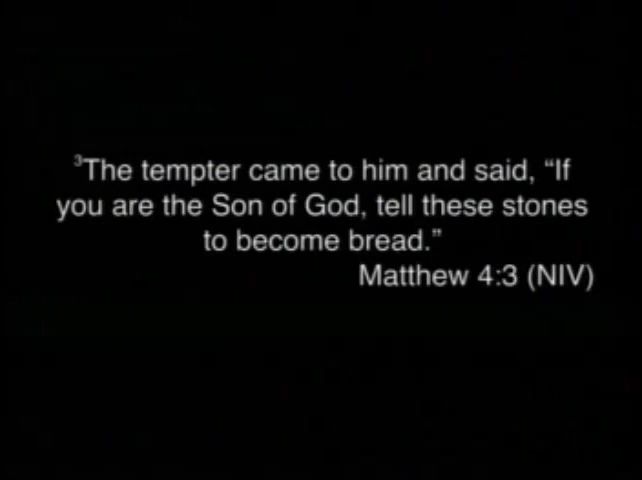 ³The tempter came to him and said, “If
you are the Son of God, tell these stones
to become bread.”
Matthew 4:3 (NIV)